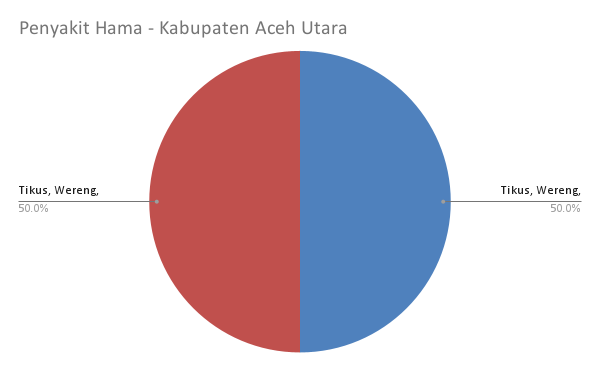 Penyakit Hama - Kabupaten Aceh Utara
Tikus, Wereng,
50.0%
Tikus, Wereng,
50.0%